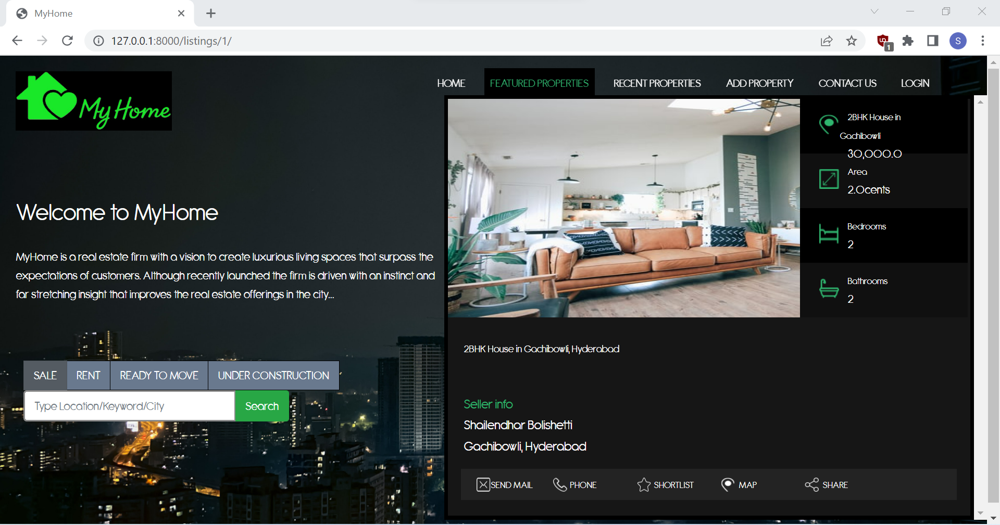 MyHome
127.0.0.1:8000/listings/1/
1
S
My Home
HOME
FEATURED PROPERTIES
RECENT PROPERTIES
ADD PROPERTY
CONTACT US
LOGIN
2BHK House in
Gachibowli
30,000.0
Area
2.0cents
Bedrooms
2
Bathrooms
2
Welcome to MyHome
MyHome is a real estate firm with a vision to create luxurious living spaces that surpass the
expectations of customers. Although recently launched the firm is driven with an instinct and
far stretching insight that improves the real estate offerings in the city...
SALE
RENT
READY TO MOVE
UNDER CONSTRUCTION
Type Location/Keyword/City
Search
2BHK House in Gachibowli, Hyderabad
Seller info
Shailendhar Bolishetti
Gachibowli, Hyderabad
SEND MAIL
PHONE
SHORTLIST
MAP
SHARE